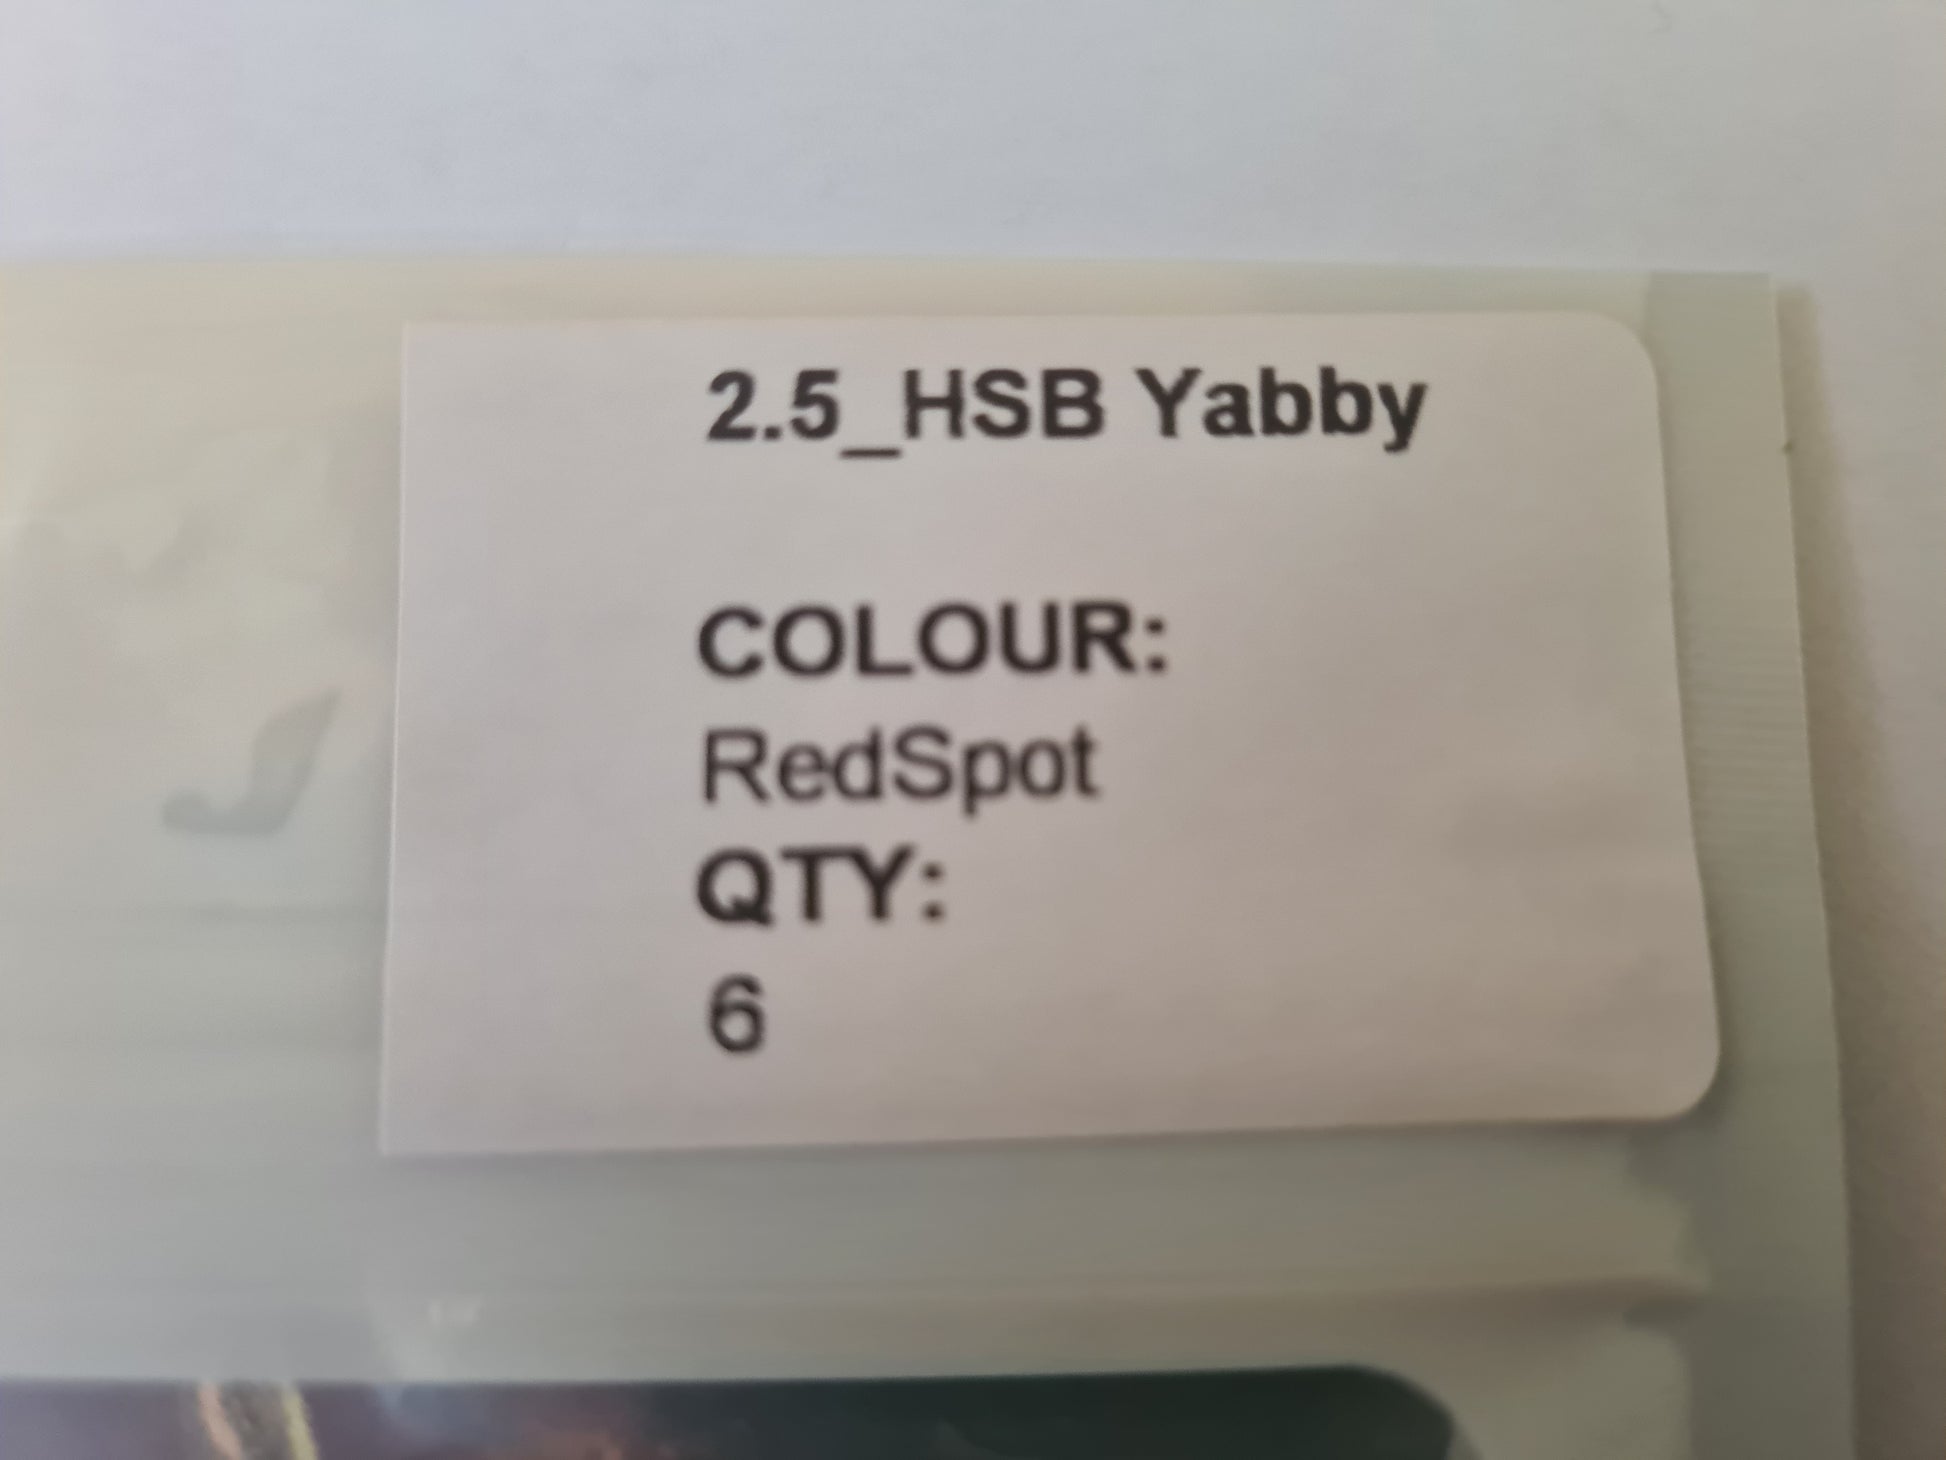 2.5_HSB Yabby
COLOUR:
RedSpot
QTY:
6